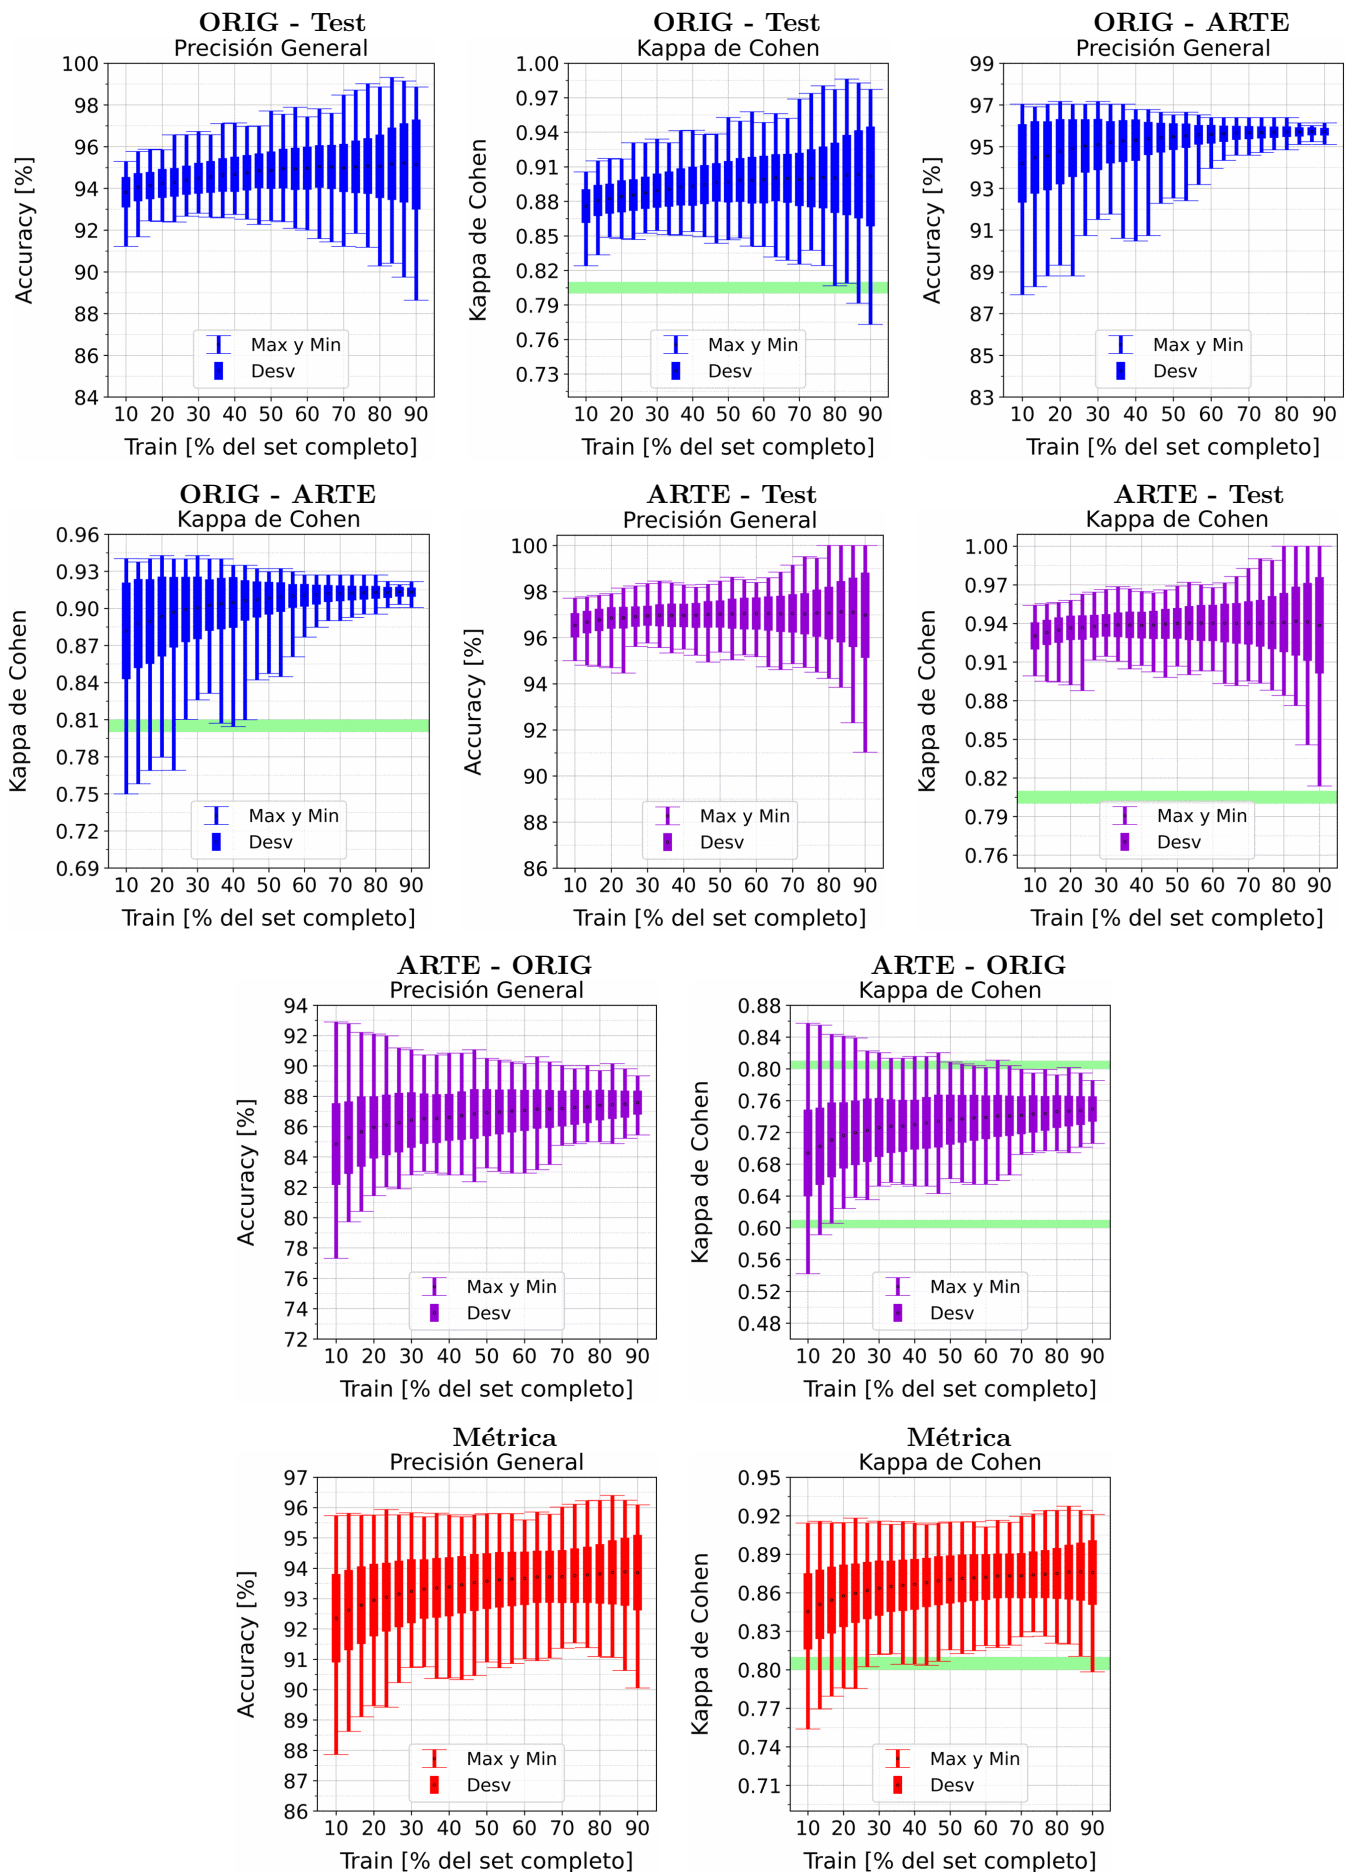 ORIG - Test
Precisión General
Accuracy [%]
100
98
96
94
92
90
88
86
84
Max y Min
Desv
10 20 30 40 50 60 70 80 90
Train [% del set completo]
ORIG - Test
Kappa de Cohen
Kappa de Cohen
1.00
0.97
0.94
0.91
0.88
0.85
0.82
0.79
0.76
0.73
Max y Min
Desv
10 20 30 40 50 60 70 80 90
Train [% del set completo]
ORIG - ARTE
Precisión General
Accuracy [%]
99
97
95
93
91
89
87
85
83
Max y Min
Desv
10 20 30 40 50 60 70 80 90
Train [% del set completo]
ORIG - ARTE
Kappa de Cohen
Kappa de Cohen
0.96
0.93
0.90
0.87
0.84
0.81
0.78
0.75
0.72
0.69
Max y Min
Desv
10 20 30 40 50 60 70 80 90
Train [% del set completo]
ARTE - Test
Precisión General
Accuracy [%]
100
98
96
94
92
90
88
86
Max y Min
Desv
10 20 30 40 50 60 70 80 90
Train [% del set completo]
ARTE - Test
Kappa de Cohen
Kappa de Cohen
1.00
0.97
0.94
0.91
0.88
0.85
0.82
0.79
0.76
Max y Min
Desv
10 20 30 40 50 60 70 80 90
Train [% del set completo]
ARTE - ORIG
Precisión General
Accuracy [%]
94
92
90
88
86
84
82
80
78
76
74
72
Max y Min
Desv
10 20 30 40 50 60 70 80 90
Train [% del set completo]
ARTE - ORIG
Kappa de Cohen
Kappa de Cohen
0.88
0.84
0.80
0.76
0.72
0.68
0.64
0.60
0.56
0.52
0.48
Max y Min
Desv
10 20 30 40 50 60 70 80 90
Train [% del set completo]
Métrica
Precisión General
Accuracy [%]
97
96
95
94
93
92
91
90
89
88
87
86
Max y Min
Desv
10 20 30 40 50 60 70 80 90
Train [% del set completo]
Métrica
Kappa de Cohen
Kappa de Cohen
0.95
0.92
0.89
0.86
0.83
0.80
0.77
0.74
0.71
Max y Min
Desv
10 20 30 40 50 60 70 80 90
Train [% del set completo]